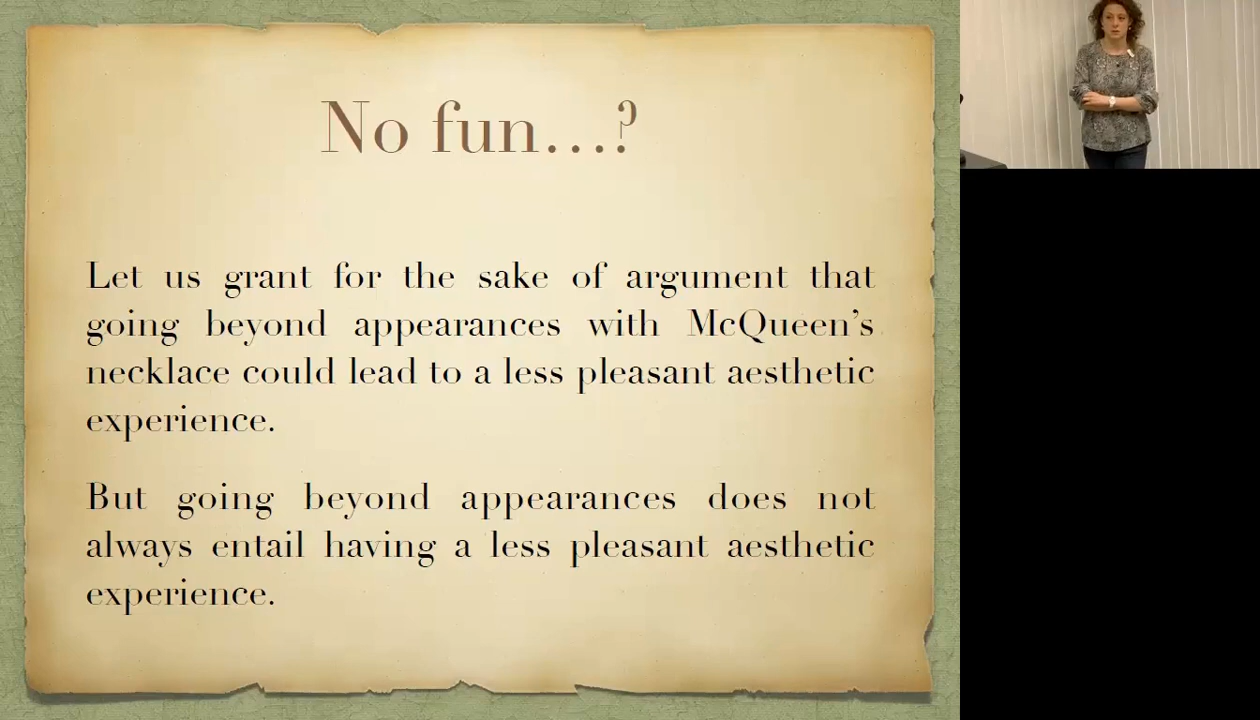 No fun...?
Let us grant for the sake of argument that
going beyond appearances with McQueen's
necklace could lead to a less pleasant aesthetic
experience.
But going beyond appearances does not
always entail having a less pleasant aesthetic
experience.